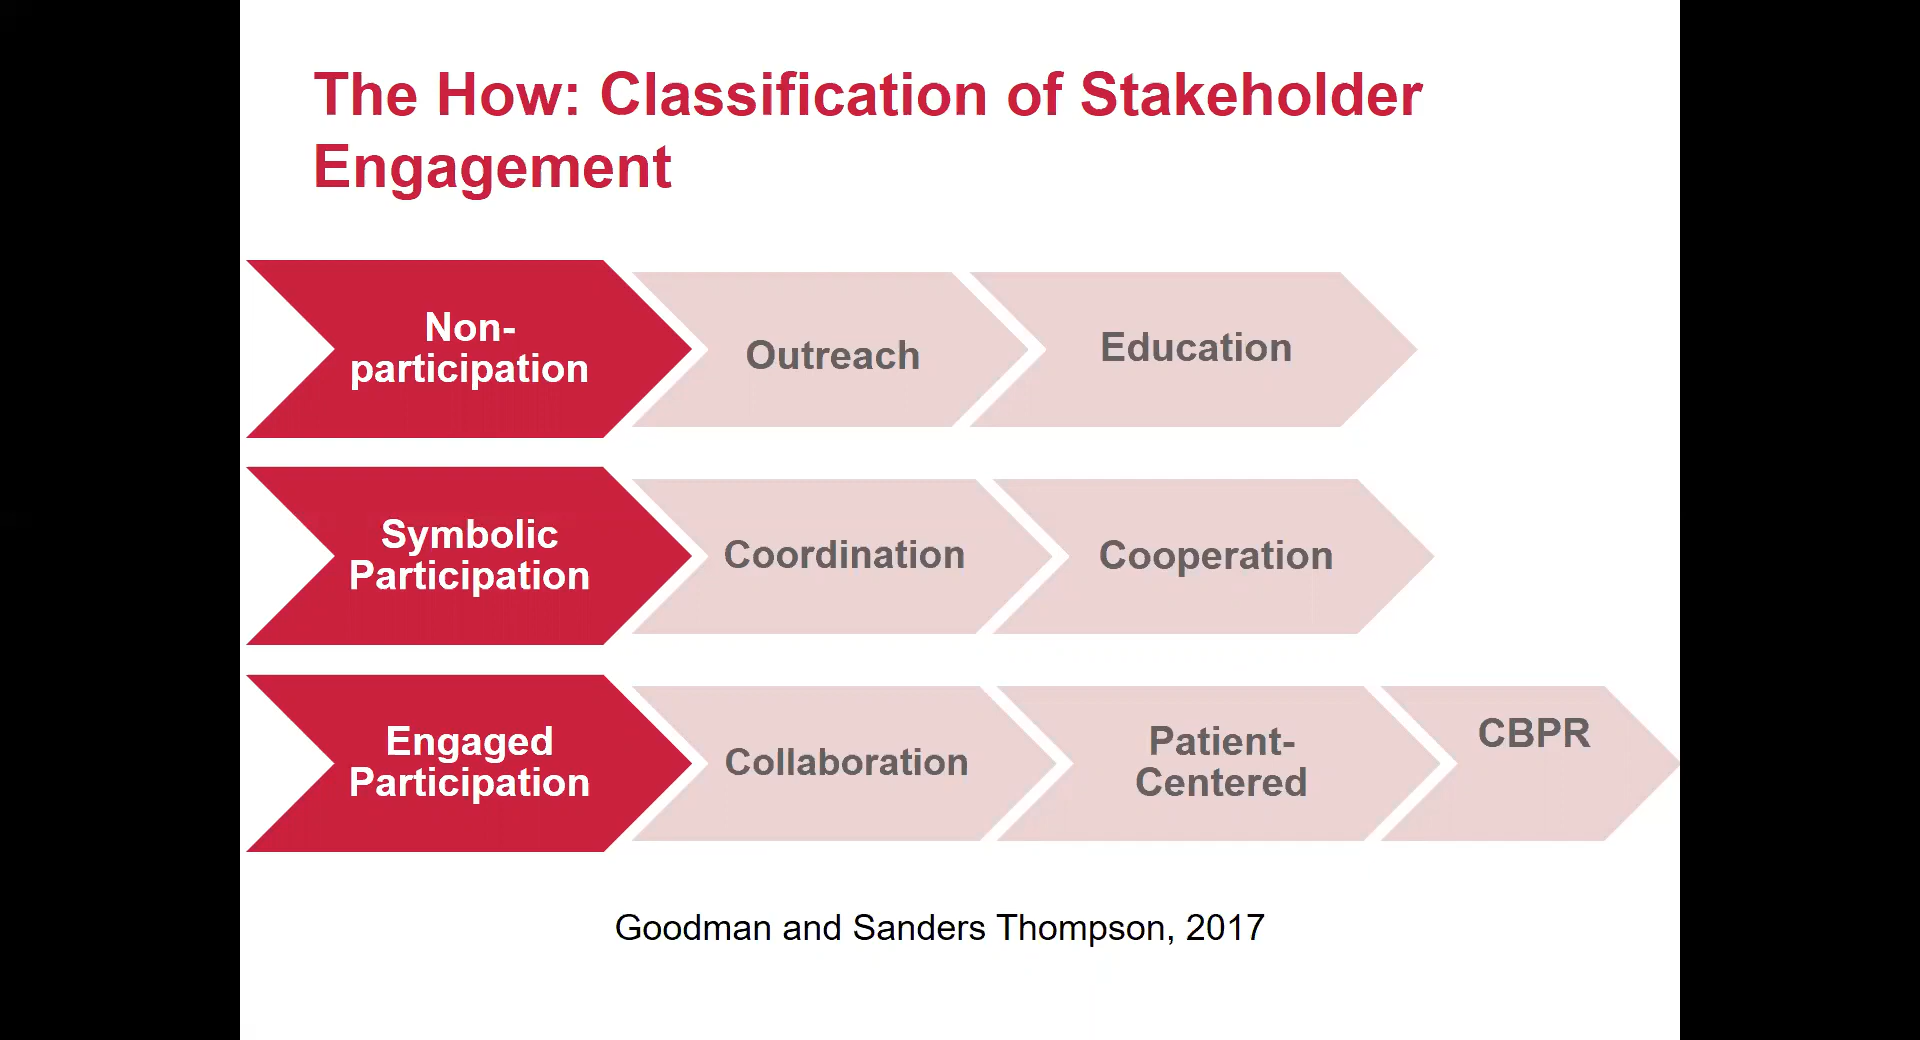 The How: Classification of Stakeholder
Engagement
Non-
participation
Outreach
Education
Symbolic
Participation
Coordination
Cooperation
Engaged
Participation
Collaboration
Patient-
Centered
CBPR
Goodman and Sanders Thompson, 2017